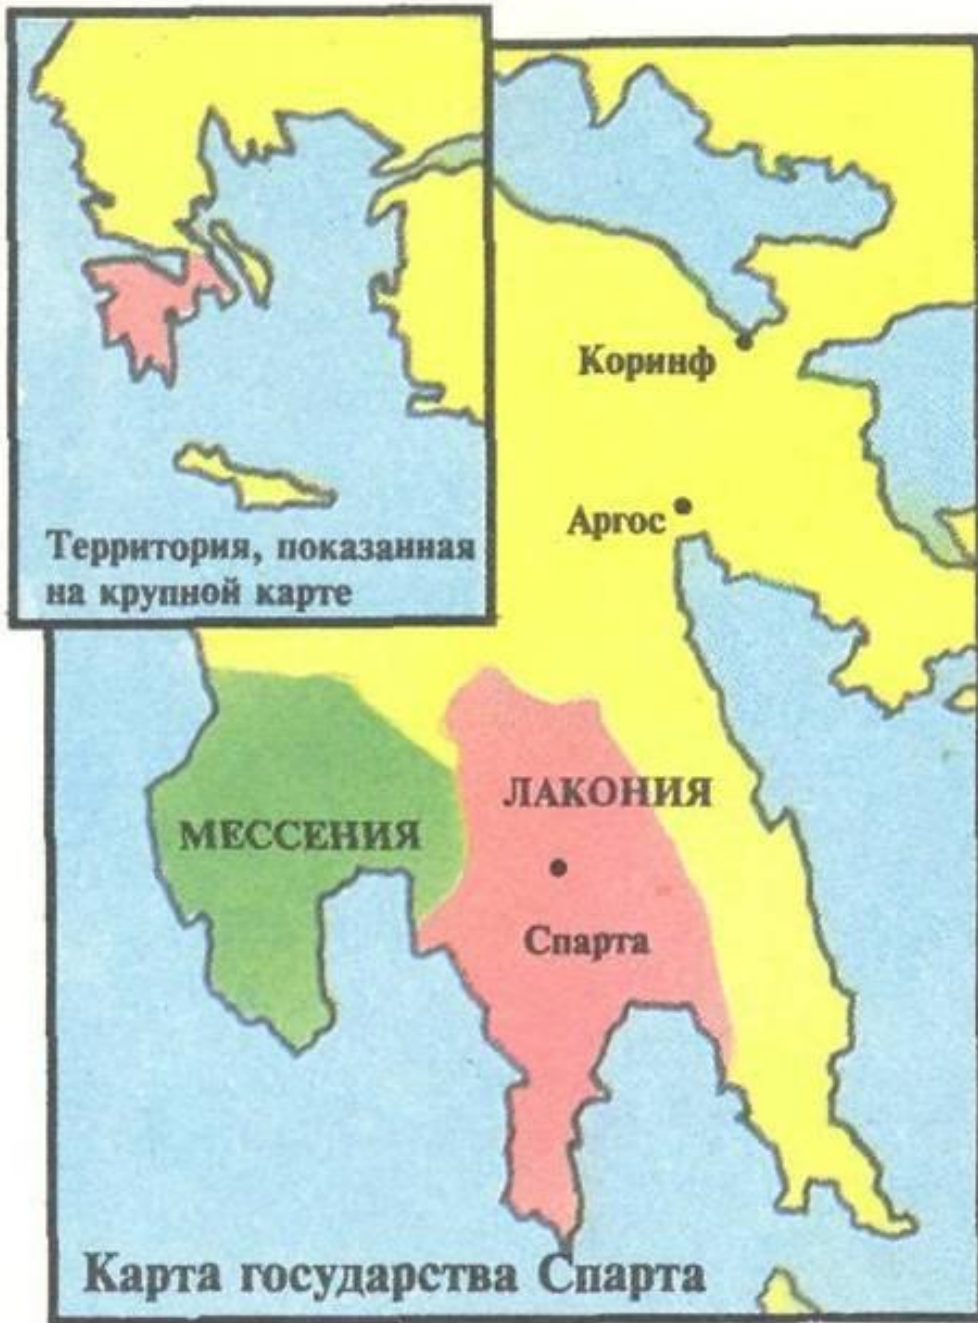 Территория, показанная
на крупной карте
Коринф
Аргос
ЛАКОНИЯ
МЕССЕНИЯ
Спарта
Карта государства Спарта